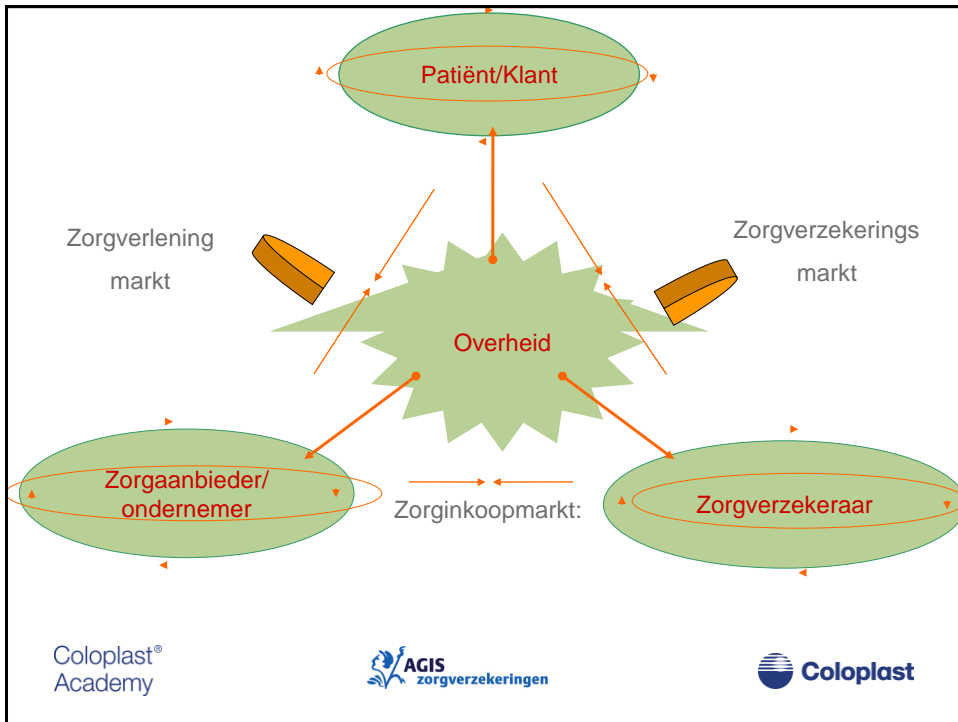 Patiënt/Klant
Zorgverlening
markt
Zorgverzekerings
markt
Overheid
Zorgaanbieder/
ondernemer
Zorginkoopmarkt:
Zorgverzekeraar
Coloplast®
Academy
AGIS
zorgverzekeringen
Coloplast